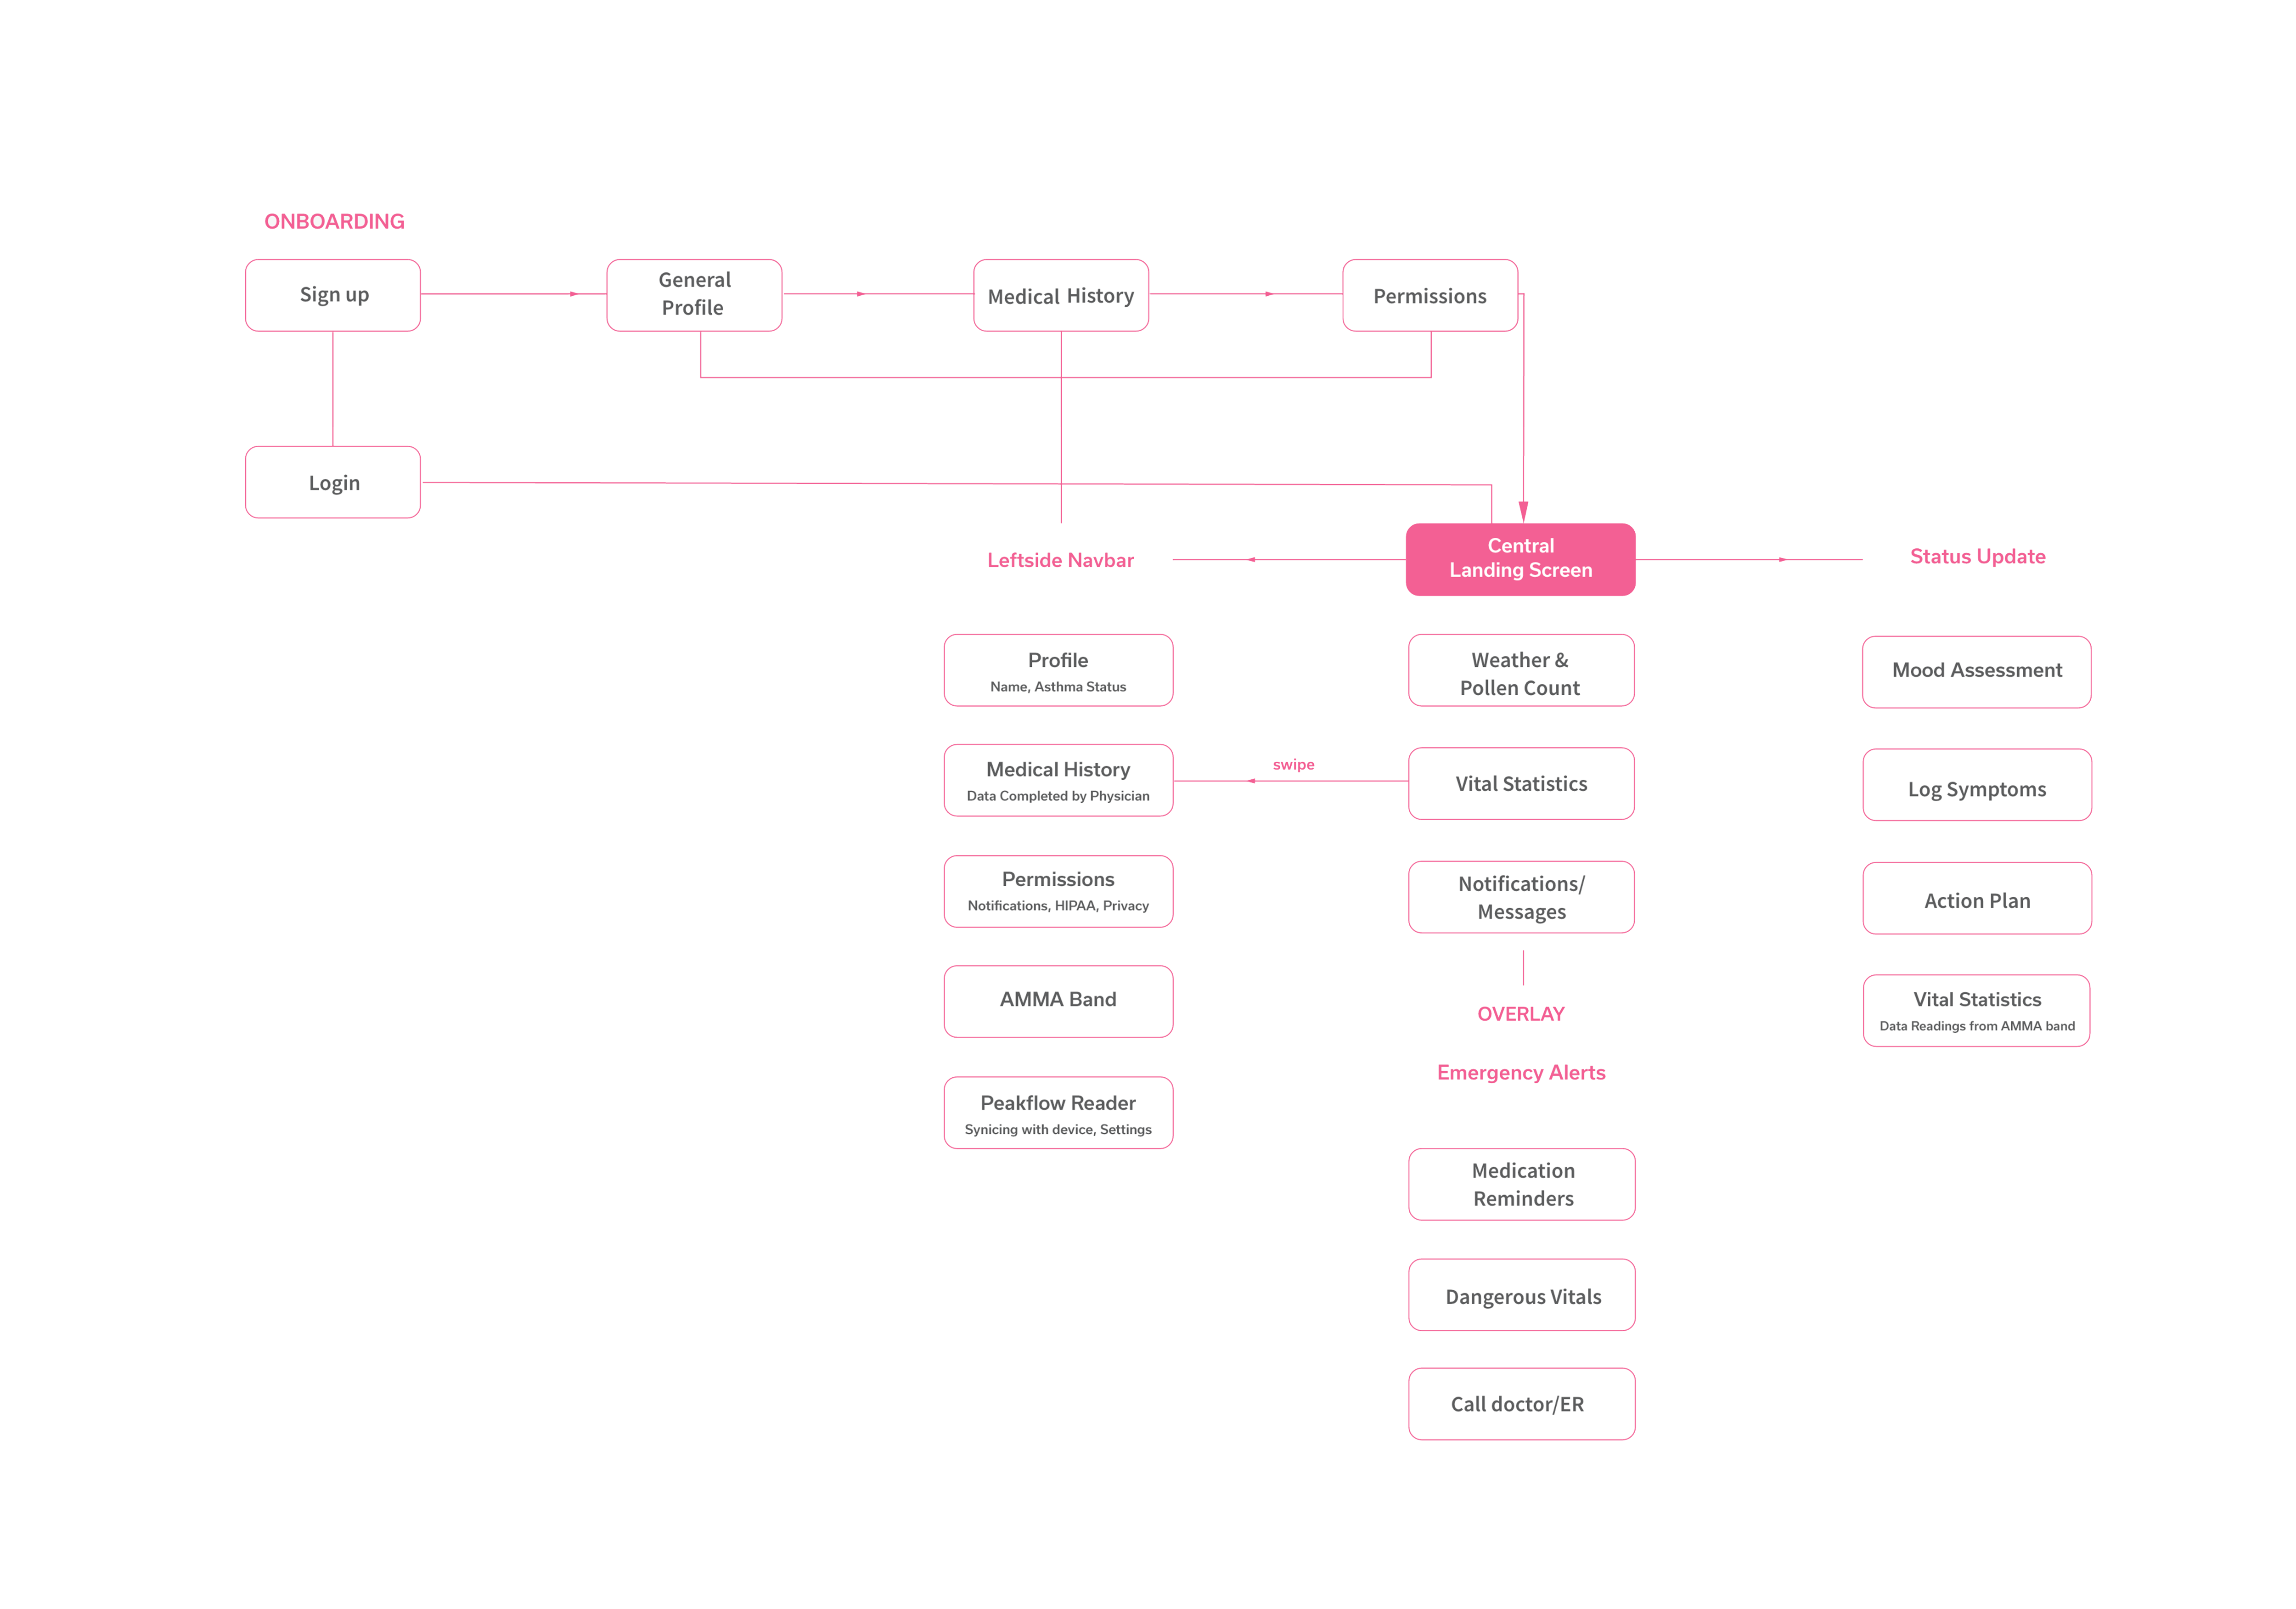 ONBOARDING
Sign up
General
Profile
Medical History
Permissions
Login
Leftside Navbar
Central
Landing Screen
Status Update
Profile
Name, Asthma Status
Weather &
Pollen Count
Mood Assessment
Medical History
Data Completed by Physician
swipe
Vital Statistics
Log Symptoms
Permissions
Notifications, HIPAA, Privacy
Notifications/
Messages
Action Plan
AMMA Band
OVERLAY
Vital Statistics
Data Readings from AMMA band
Emergency Alerts
Peakflow Reader
Synicing with device, Settings
Medication
Reminders
Dangerous Vitals
Call doctor/ER